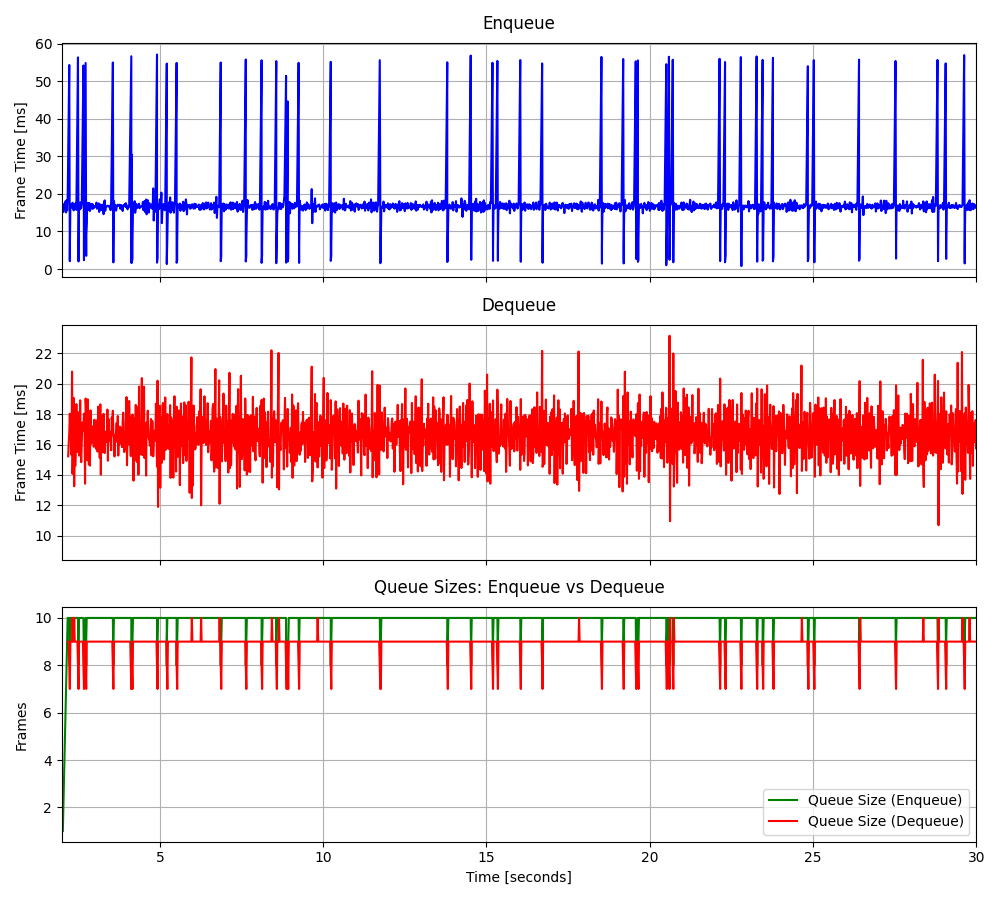 Enqueue
60
50
40
30
20
10
0
Frame Time [ms]
Dequeue
22
20
18
16
14
12
10
Frame Time [ms]
Queue Sizes: Enqueue vs Dequeue
10
8
6
4
2
Frames
Queue Size (Enqueue)
Queue Size (Dequeue)
5 10 15 20 25 30
Time [seconds]